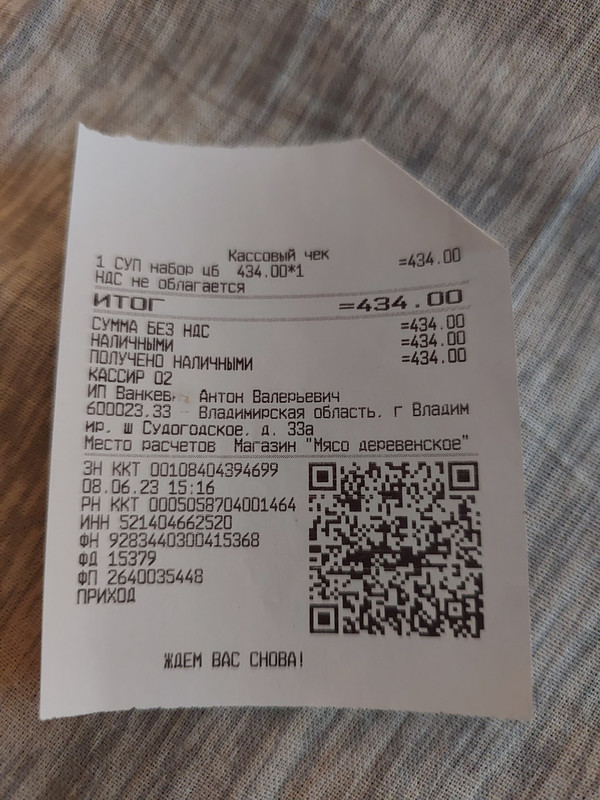 Кассовый чек
1 СУП набор цб 434.00*1 =434.00
НДС не облагается
ИТОГ =434.00
СУММА БЕЗ НДС =434.00
НАЛИЧНЫМИ =434.00
ПОЛУЧЕНО НАЛИЧНЫМИ =434.00
КАССИР 02
ИП Антон Валерьевич
600023,33 Владимирская область, г Владим
ир, ш Судогодское, д. 33а
Место расчетов Магазин "Мясо деревенское"
ЗН ККТ 00108404394699
08.06.23 15:16
РН ККТ 0005058704001464
ИНН 521404662520
ФН 9283440300415368
ФД 15379
ФП 2640035448
ПРИХОД
ЖДЕМ ВАС СНОВА!